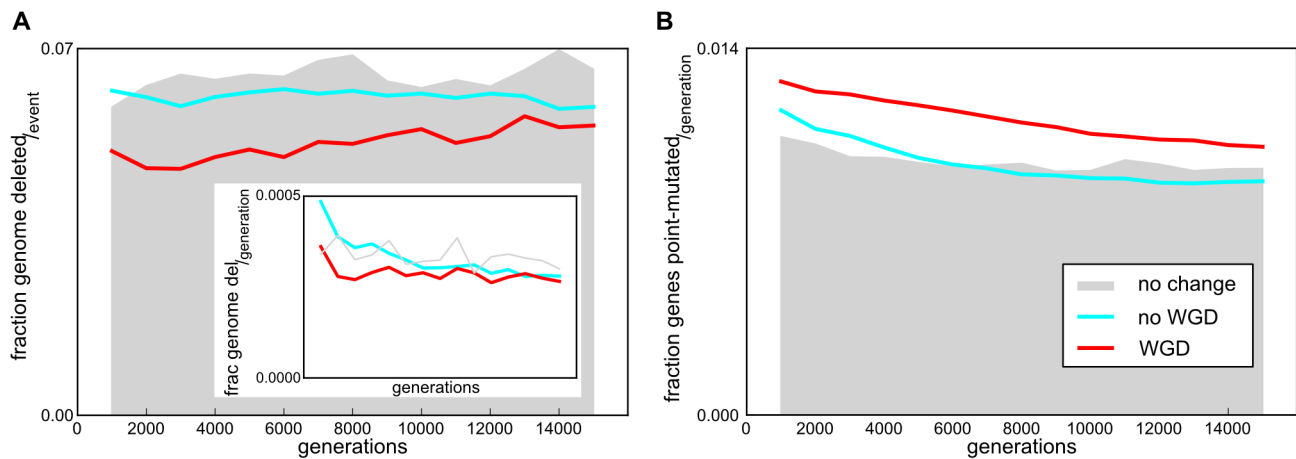 A
0.07
fraction genome deleted/event
0.00
0 2000 4000 6000 8000 10000 12000 14000
generations
0.0005
frac genome del/generation
0.0000
generations
B
0.014
fraction genes point-mutated/generation
0.000
0 2000 4000 6000 8000 10000 12000 14000
generations
no change
no WGD
WGD